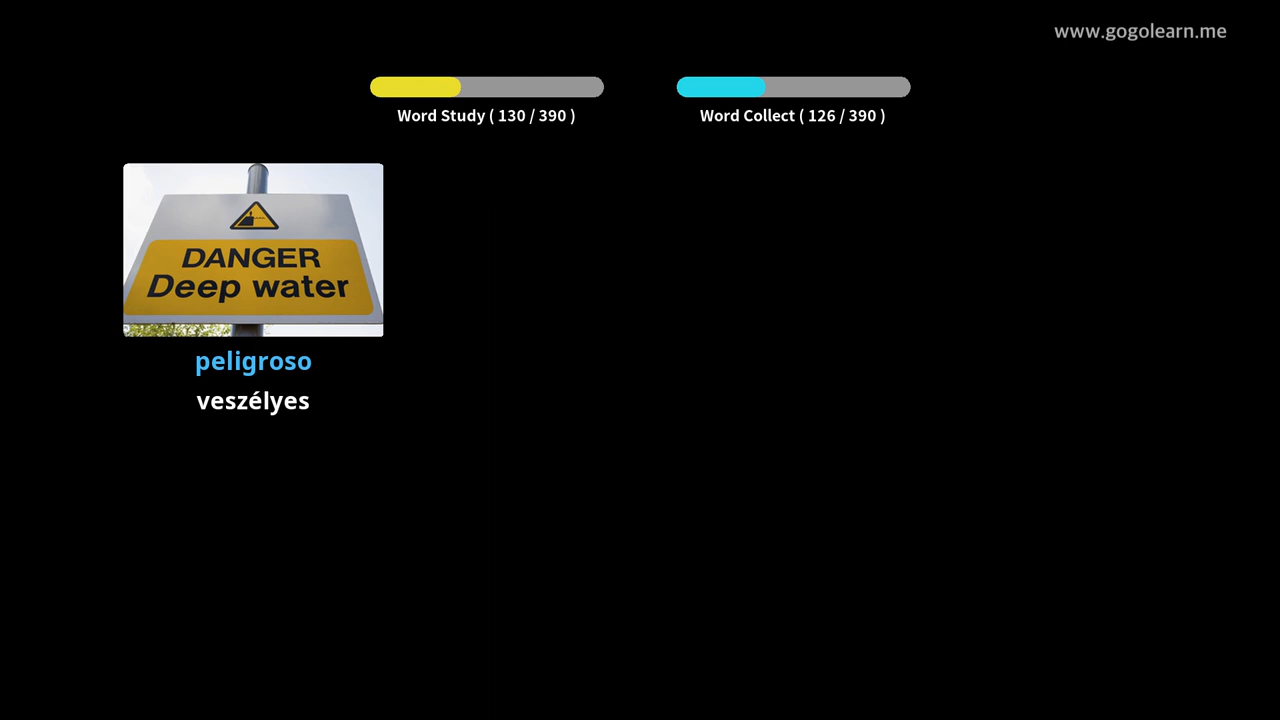 www.gogolearn.me
Word Study ( 130 / 390 )
Word Collect ( 126 / 390 )
DANGER
Deep water
peligroso
veszélyes